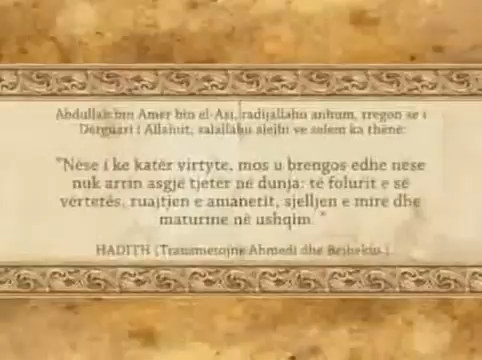 Abdullah bin Amer bin el-Asi, radijallahu anhum, tregon se i
Dërguari i Allahut, salallahu alejhi ve selem ka thënë:
"Nëse i ke katër virtyte, mos u brengos edhe nese
nuk arrin asgjë tjetër në dunja: të folurit e së
vërtetës, ruajtjen e amanetit, sjelljen e mirë dhe
maturinë në ushqim. "
HADITH (Transmetojnë Ahmedi dhe Bejhekiu )